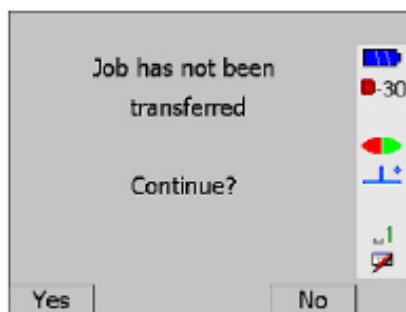 Job has not been
transferred
Continue?
-30
1
Yes
No